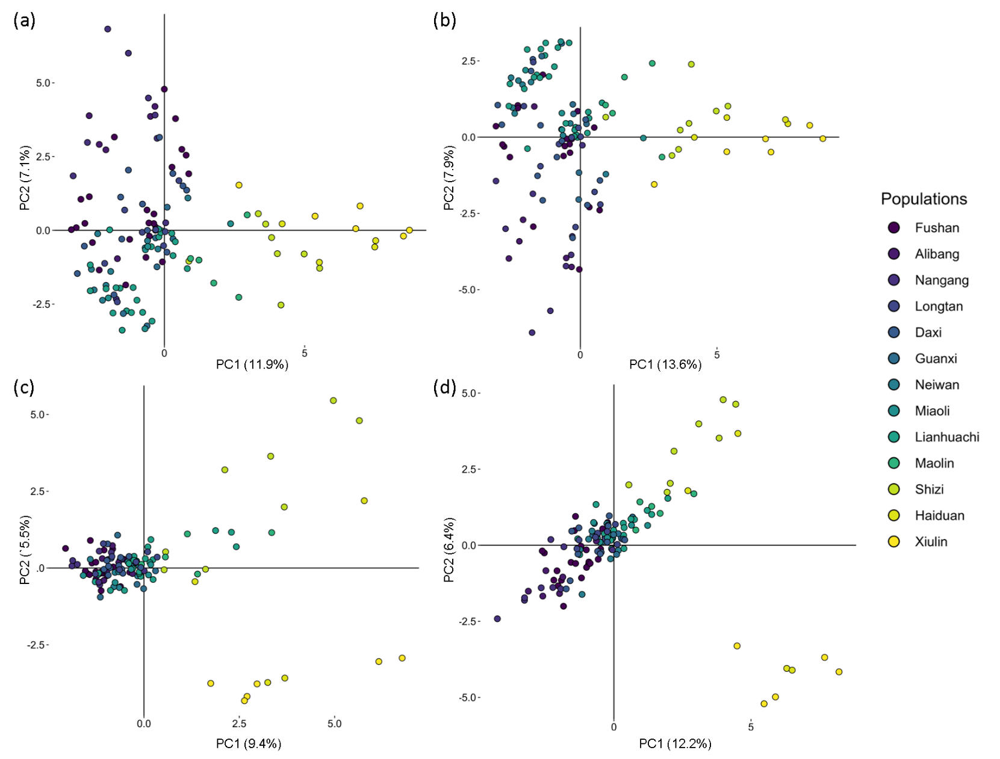 (a)
PC2 (7.1%)
5.0
2.5
0.0
-2.5
0
5
PC1 (11.9%)
(b)
PC2 (7.9%)
2.5
0.0
-2.5
-5.0
0
5
PC1 (13.6%)
(c)
PC2 (`5.5%)
5.0
2.5
.0
-2.5
0.0
2.5
5.0
PC1 (9.4%)
(d)
PC2 (6.4%)
5.0
2.5
0.0
-2.5
-5.0
0
5
PC1 (12.2%)
Populations
Fushan
Alibang
Nangang
Longtan
Daxi
Guanxi
Neiwan
Miaoli
Lianhuachi
Maolin
Shizi
Haiduan
Xiulin